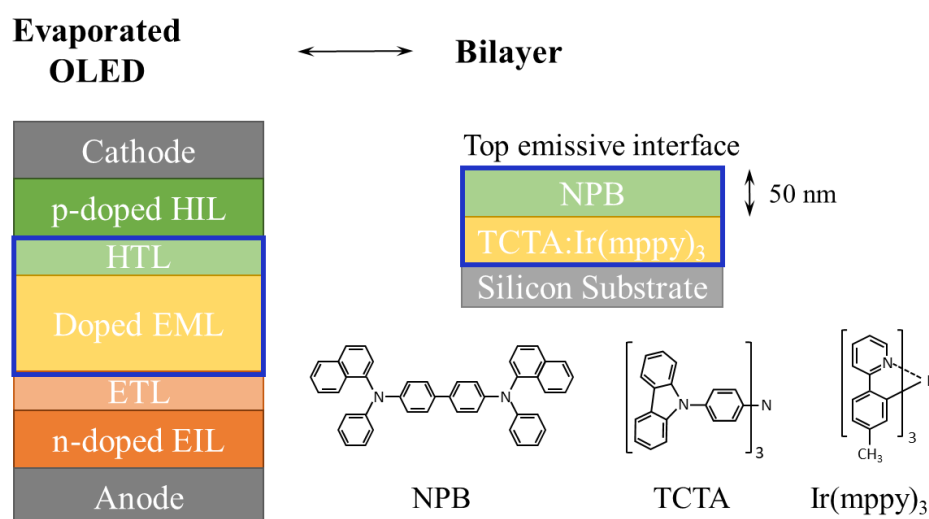 Evaporated
OLED
Bilayer
Cathode
p-doped HIL
HTL
Doped EML
ETL
n-doped EIL
Anode
Top emissive interface
NPB
TCTA:Ir(mppy)3
Silicon Substrate
50 nm
N
N
NPB
N
N
3
TCTA
N
3
CH3
Ir(mppy)3